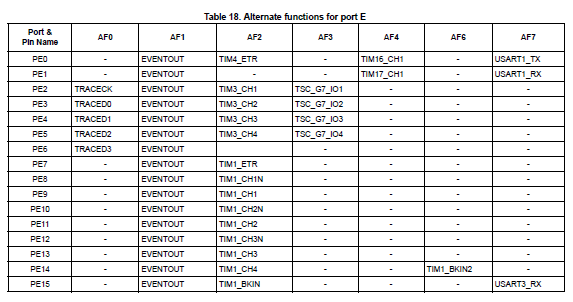 Table 18. Alternate functions for port E
Port & Pin Name AF0 AF1 AF2 AF3 AF4 AF6 AF7
PE0 - EVENTOUT TIM4_ETR - TIM16_CH1 - USART1_TX
PE1 - EVENTOUT - - TIM17_CH1 - USART1_RX
PE2 TRACECK EVENTOUT TIM3_CH1 TSC_G7_IO1 - - -
PE3 TRACED0 EVENTOUT TIM3_CH2 TSC_G7_IO2 - - -
PE4 TRACED1 EVENTOUT TIM3_CH3 TSC_G7_IO3 - - -
PE5 TRACED2 EVENTOUT TIM3_CH4 TSC_G7_IO4 - - -
PE6 TRACED3 EVENTOUT - - - -
PE7 - EVENTOUT TIM1_ETR - - - -
PE8 - EVENTOUT TIM1_CH1N - - - -
PE9 - EVENTOUT TIM1_CH1 - - - -
PE10 - EVENTOUT TIM1_CH2N - - - -
PE11 - EVENTOUT TIM1_CH2 - - - -
PE12 - EVENTOUT TIM1_CH3N - - - -
PE13 - EVENTOUT TIM1_CH3 - - - -
PE14 - EVENTOUT TIM1_CH4 - - TIM1_BKIN2 -
PE15 - EVENTOUT TIM1_BKIN - - - USART3_RX